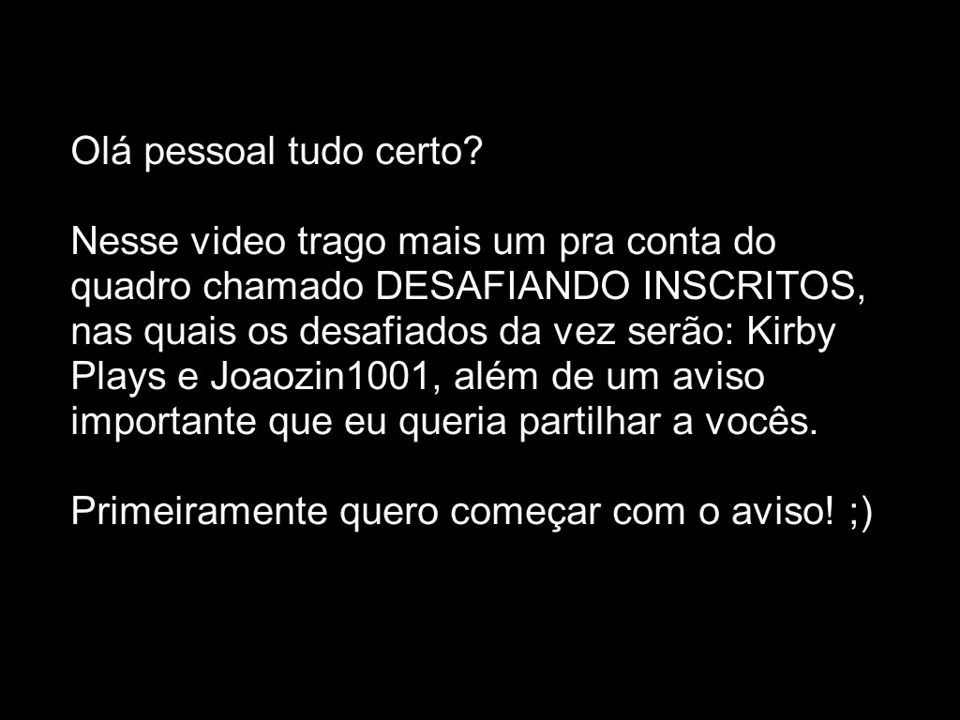 Olá pessoal tudo certo?
Nesse video trago mais um pra conta do
quadro chamado DESAFIANDO INSCRITOS,
nas quais os desafiados da vez serão: Kirby
Plays e Joaozin1001, além de um aviso
importante que eu queria partilhar a vocês.
Primeiramente quero começar com o aviso! ;)